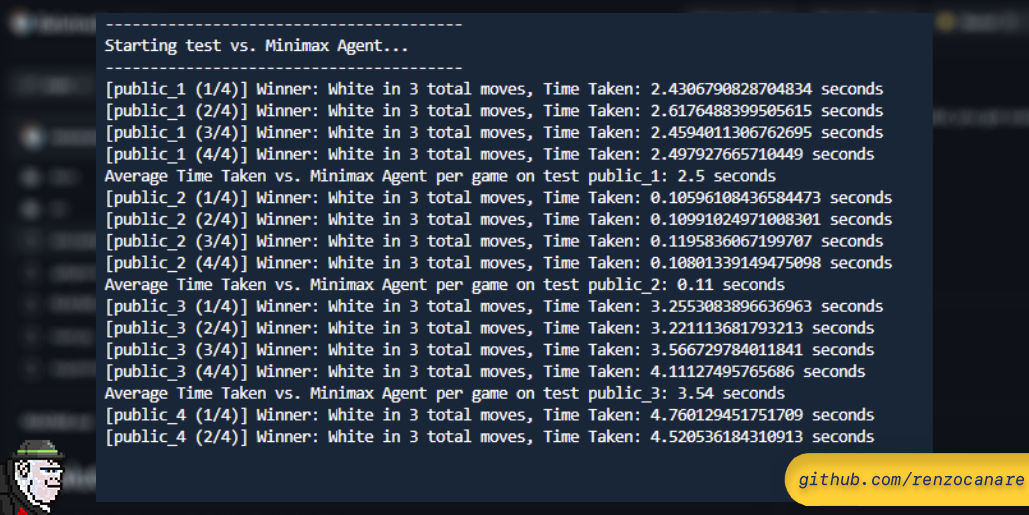 ----------------------------------------
Starting test vs. Minimax Agent...
----------------------------------------
[public_1 (1/4)] Winner: White in 3 total moves, Time Taken: 2.4306790828704834 seconds
[public_1 (2/4)] Winner: White in 3 total moves, Time Taken: 2.6176488399505615 seconds
[public_1 (3/4)] Winner: White in 3 total moves, Time Taken: 2.4594011306762695 seconds
[public_1 (4/4)] Winner: White in 3 total moves, Time Taken: 2.497927665710449 seconds
Average Time Taken vs. Minimax Agent per game on test public_1: 2.5 seconds
[public_2 (1/4)] Winner: White in 3 total moves, Time Taken: 0.10596108436584473 seconds
[public_2 (2/4)] Winner: White in 3 total moves, Time Taken: 0.10991024971008301 seconds
[public_2 (3/4)] Winner: White in 3 total moves, Time Taken: 0.1195836067199707 seconds
[public_2 (4/4)] Winner: White in 3 total moves, Time Taken: 0.10801339149475098 seconds
Average Time Taken vs. Minimax Agent per game on test public_2: 0.11 seconds
[public_3 (1/4)] Winner: White in 3 total moves, Time Taken: 3.2553083896636963 seconds
[public_3 (2/4)] Winner: White in 3 total moves, Time Taken: 3.221113681793213 seconds
[public_3 (3/4)] Winner: White in 3 total moves, Time Taken: 3.566729784011841 seconds
[public_3 (4/4)] Winner: White in 3 total moves, Time Taken: 4.11127495765686 seconds
Average Time Taken vs. Minimax Agent per game on test public_3: 3.54 seconds
[public_4 (1/4)] Winner: White in 3 total moves, Time Taken: 4.760129451751709 seconds
[public_4 (2/4)] Winner: White in 3 total moves, Time Taken: 4.520536184310913 seconds
github.com/renzocanare